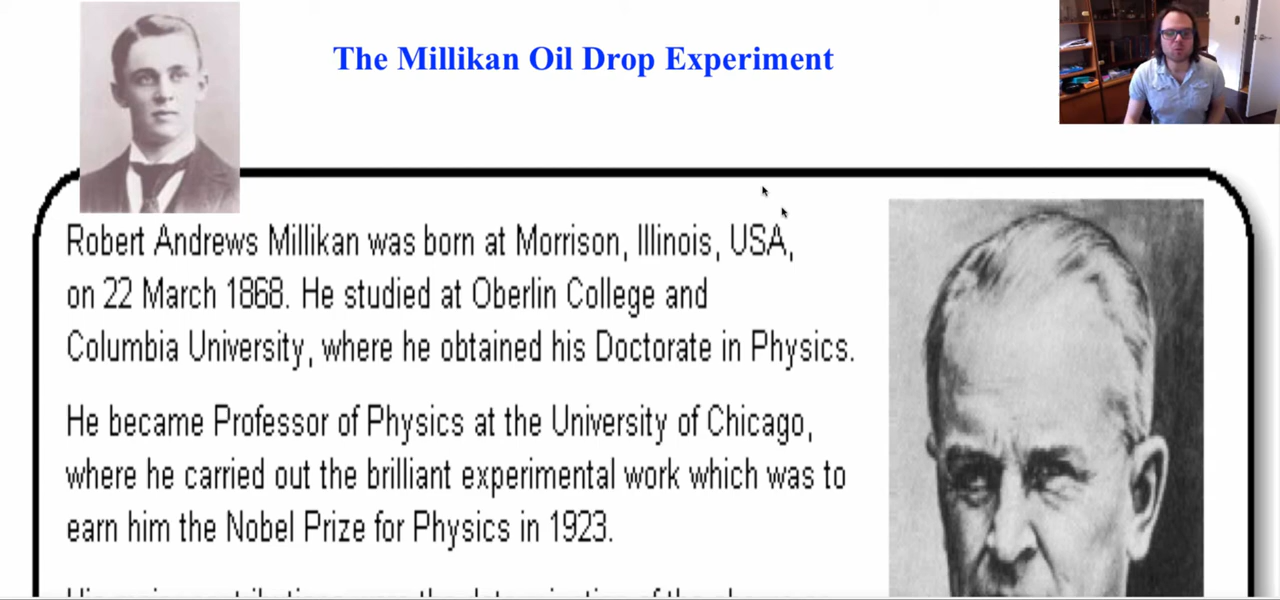 The Millikan Oil Drop Experiment
Robert Andrews Millikan was born at Morrison, Illinois, USA,
on 22 March 1868. He studied at Oberlin College and
Columbia University, where he obtained his Doctorate in Physics.
He became Professor of Physics at the University of Chicago,
where he carried out the brilliant experimental work which was to
earn him the Nobel Prize for Physics in 1923.